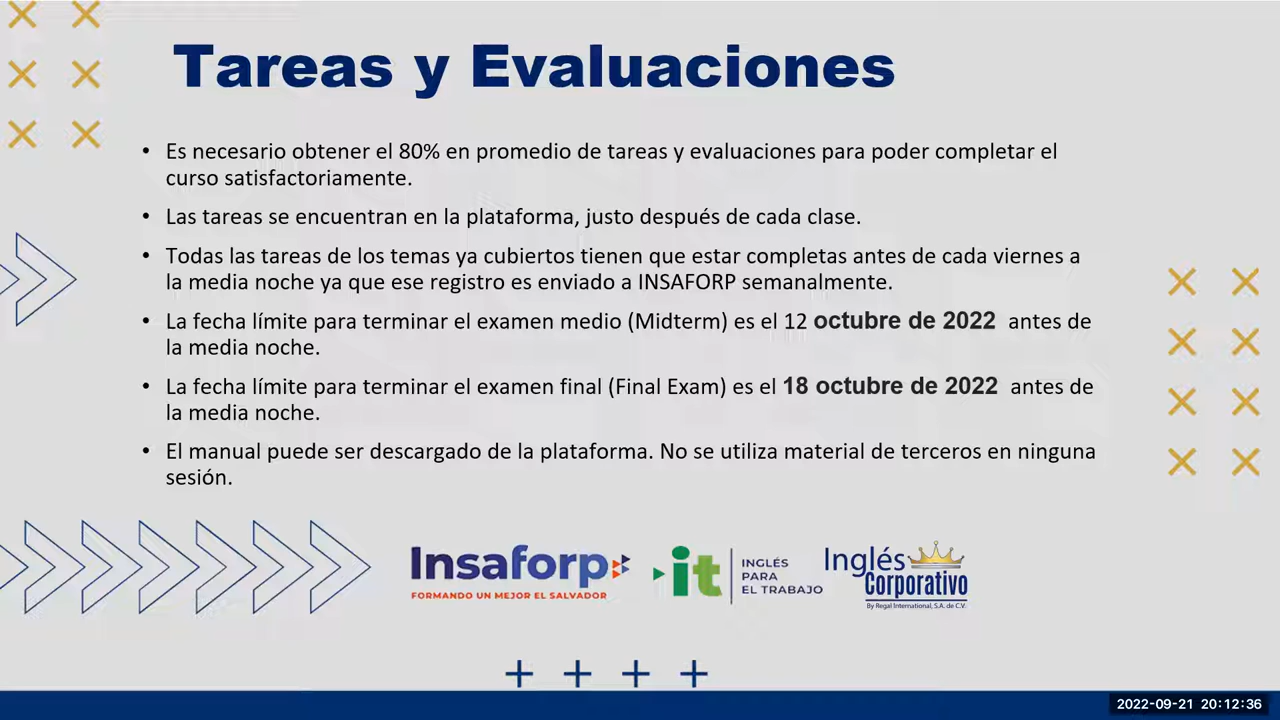 Tareas y Evaluaciones
• Es necesario obtener el 80% en promedio de tareas y evaluaciones para poder completar el
curso satisfactoriamente.
• Las tareas se encuentran en la plataforma, justo después de cada clase.
• Todas las tareas de los temas ya cubiertos tienen que estar completas antes de cada viernes a
la media noche ya que ese registro es enviado a INSAFORP semanalmente.
• La fecha límite para terminar el examen medio (Midterm) es el 12 octubre de 2022 antes de
la media noche.
• La fecha límite para terminar el examen final (Final Exam) es el 18 octubre de 2022 antes de
la media noche.
• El manual puede ser descargado de la plataforma. No se utiliza material de terceros en ninguna
sesión.
Insaforp
FORMANDO UN MEJOR EL SALVADOR
it
INGLÉS
PARA
EL TRABAJO
Inglés
Corporativo
By Regal International, S.A. de C.V.
2022-09-21 20:12:36